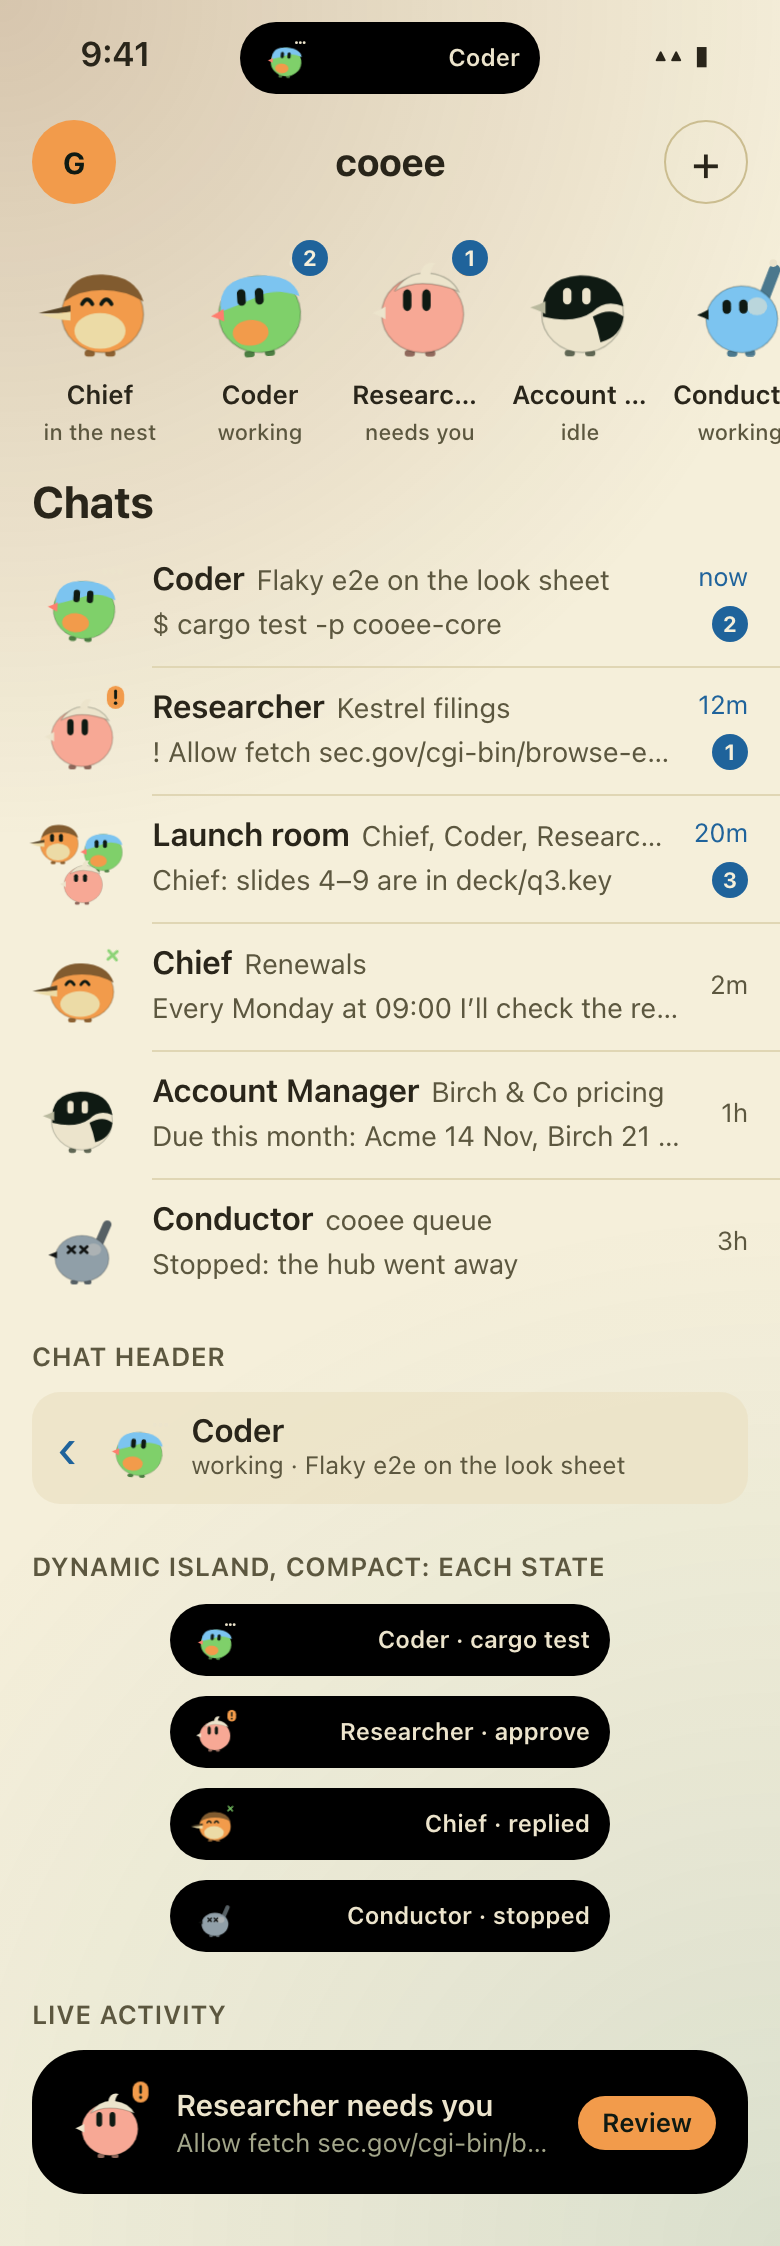 9:41
Coder
G
cooee
+
2
1
Chief
Coder
Researc...
Account ...
Conduct
in the nest
working
needs you
idle
working
Chats
Coder Flaky e2e on the look sheet now
$ cargo test -p cooee-core 2
Researcher Kestrel filings 12m
! Allow fetch sec.gov/cgi-bin/browse-e... 1
Launch room Chief, Coder, Researc... 20m
Chief: slides 4–9 are in deck/q3.key 3
Chief Renewals
Every Monday at 09:00 I’ll check the re... 2m
Account Manager Birch & Co pricing
Due this month: Acme 14 Nov, Birch 21 ... 1h
Conductor cooee queue
Stopped: the hub went away 3h
CHAT HEADER
‹ Coder
working · Flaky e2e on the look sheet
DYNAMIC ISLAND, COMPACT: EACH STATE
Coder · cargo test
Researcher · approve
Chief · replied
Conductor · stopped
LIVE ACTIVITY
Researcher needs you
Allow fetch sec.gov/cgi-bin/b...
Review